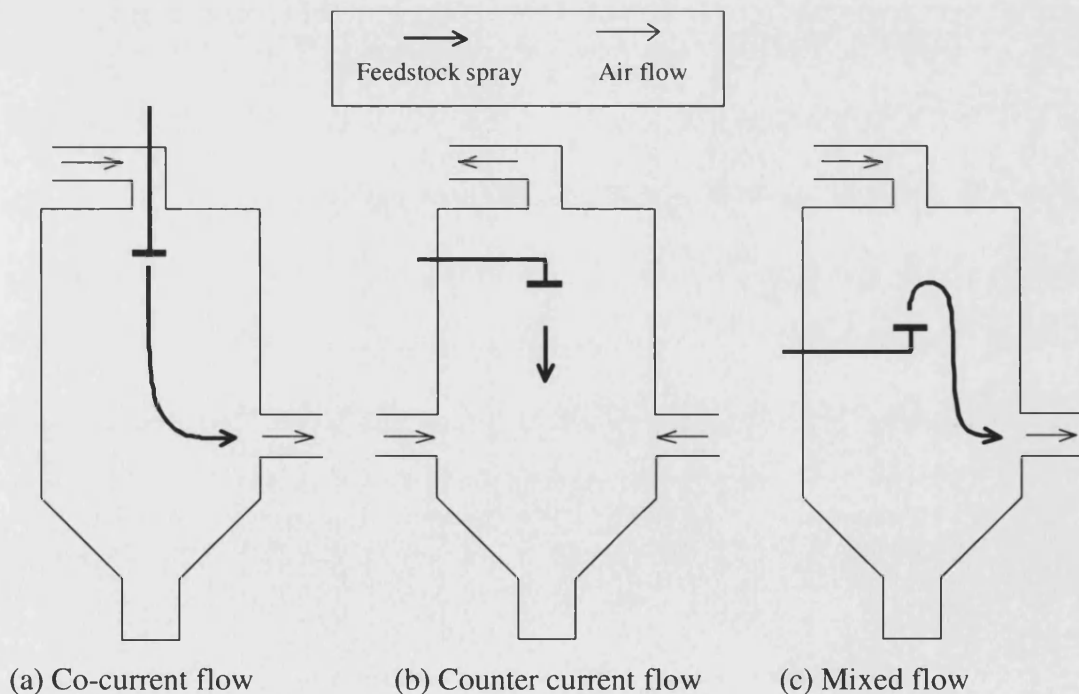 Feedstock spray Air flow
(a) Co-current flow (b) Counter current flow (c) Mixed flow